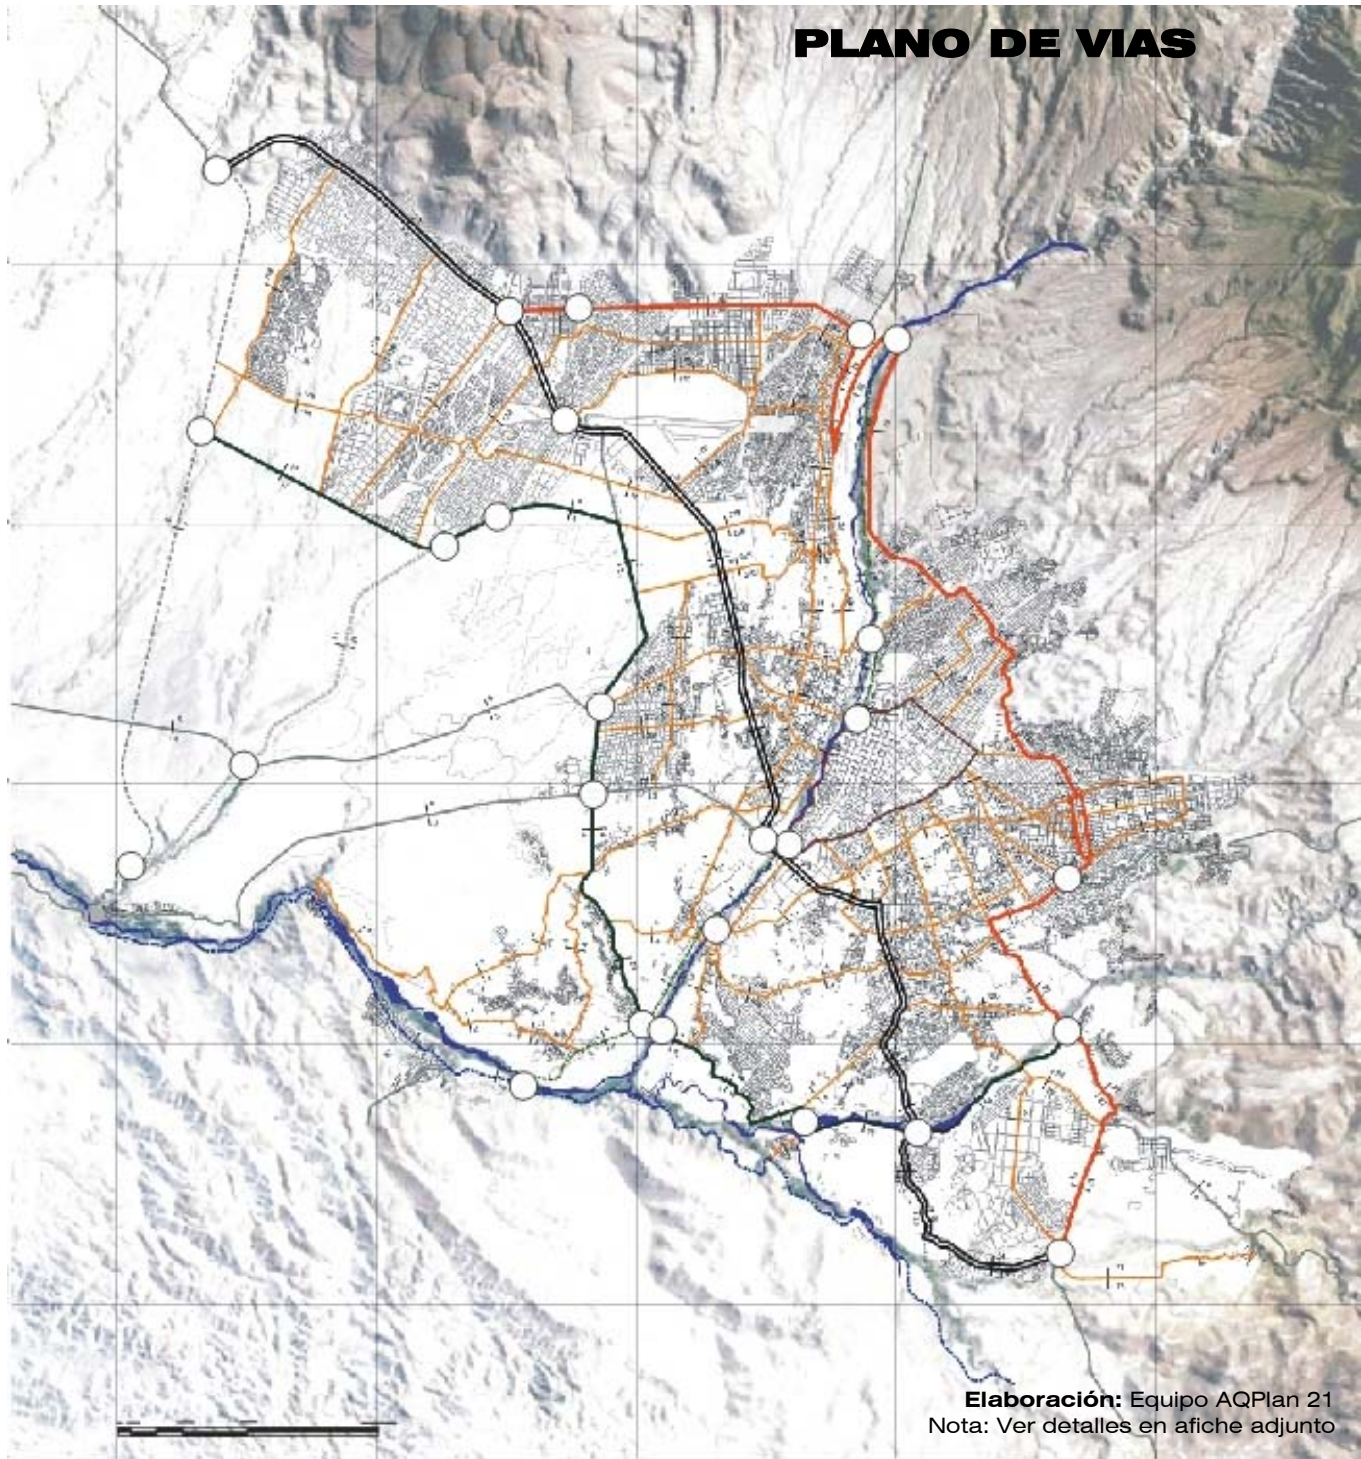 PLANO DE VIAS
Elaboración: Equipo AQPlan 21
Nota: Ver detalles en afiche adjunto